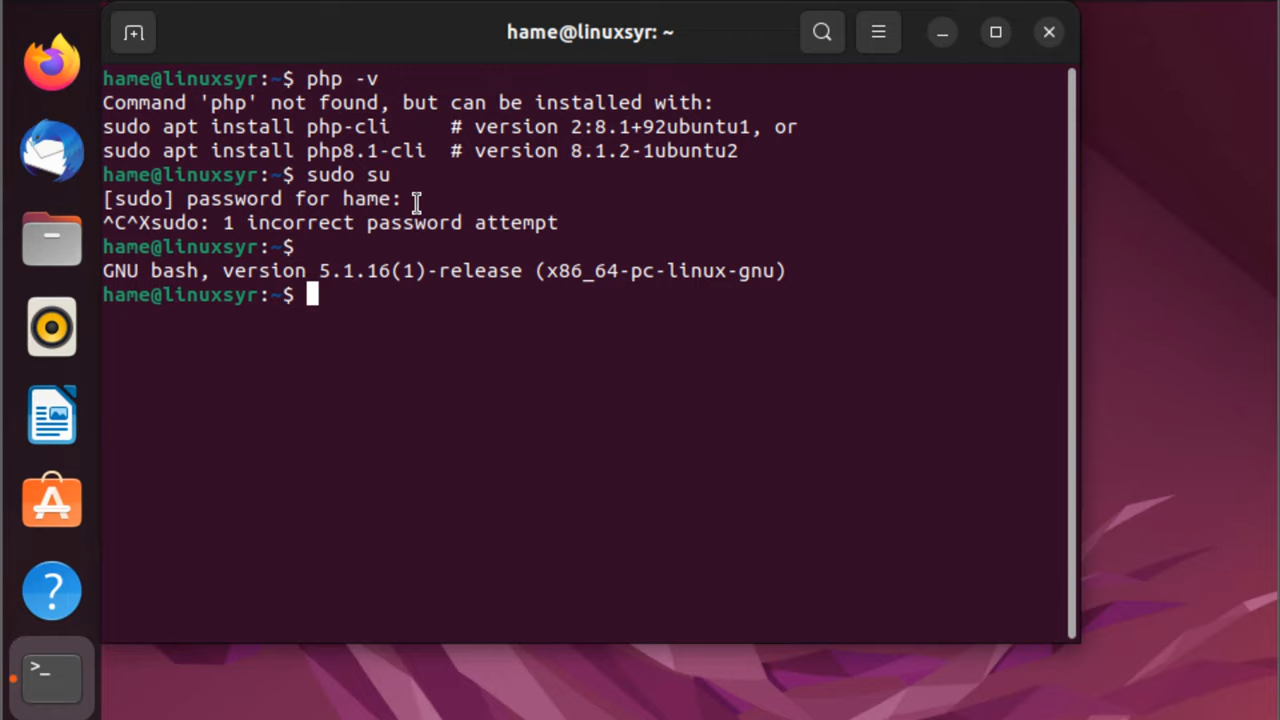 hame@linuxsyr: ~
hame@linuxsyr:~$ php -v
Command 'php' not found, but can be installed with:
sudo apt install php-cli     # version 2:8.1+92ubuntu1, or
sudo apt install php8.1-cli  # version 8.1.2-1ubuntu2
hame@linuxsyr:~$ sudo su
[sudo] password for hame:
^C^Xsudo: 1 incorrect password attempt
hame@linuxsyr:~$
GNU bash, version 5.1.16(1)-release (x86_64-pc-linux-gnu)
hame@linuxsyr:~$